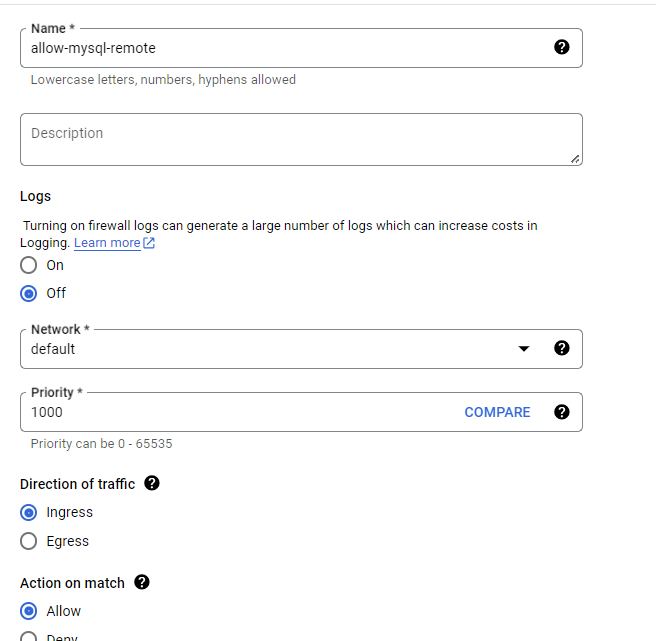 Name *
allow-mysql-remote
Lowercase letters, numbers, hyphens allowed
Description
Logs
Turning on firewall logs can generate a large number of logs which can increase costs in
Logging. Learn more
On
Off
Network *
default
Priority *
1000 COMPARE
Priority can be 0 - 65535
Direction of traffic
Ingress
Egress
Action on match
Allow
Deny